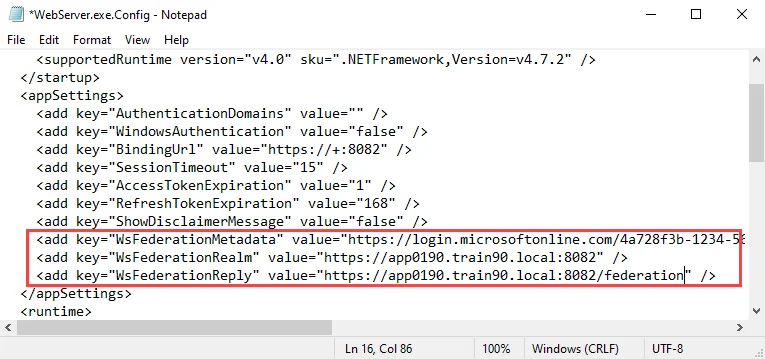 *WebServer.exe.Config - Notepad
File Edit Format View Help
<supportedRuntime version="v4.0" sku=".NETFramework,Version=v4.7.2" />
</startup>
<appSettings>
<add key="AuthenticationDomains" value="" />
<add key="WindowsAuthentication" value="false" />
<add key="BindingUrl" value="https://+:8082" />
<add key="SessionTimeout" value="15" />
<add key="AccessTokenExpiration" value="1" />
<add key="RefreshTokenExpiration" value="168" />
<add key="ShowDisclaimerMessage" value="false" />
<add key="WsFederationMetadata" value="https://login.microsoftonline.com/4a728f3b-1234-56
<add key="WsFederationRealm" value="https://app0190.train90.local:8082" />
<add key="WsFederationReply" value="https://app0190.train90.local:8082/federation" />
</appSettings>
<runtime>
Ln 16, Col 86 100% Windows (CRLF) UTF-8